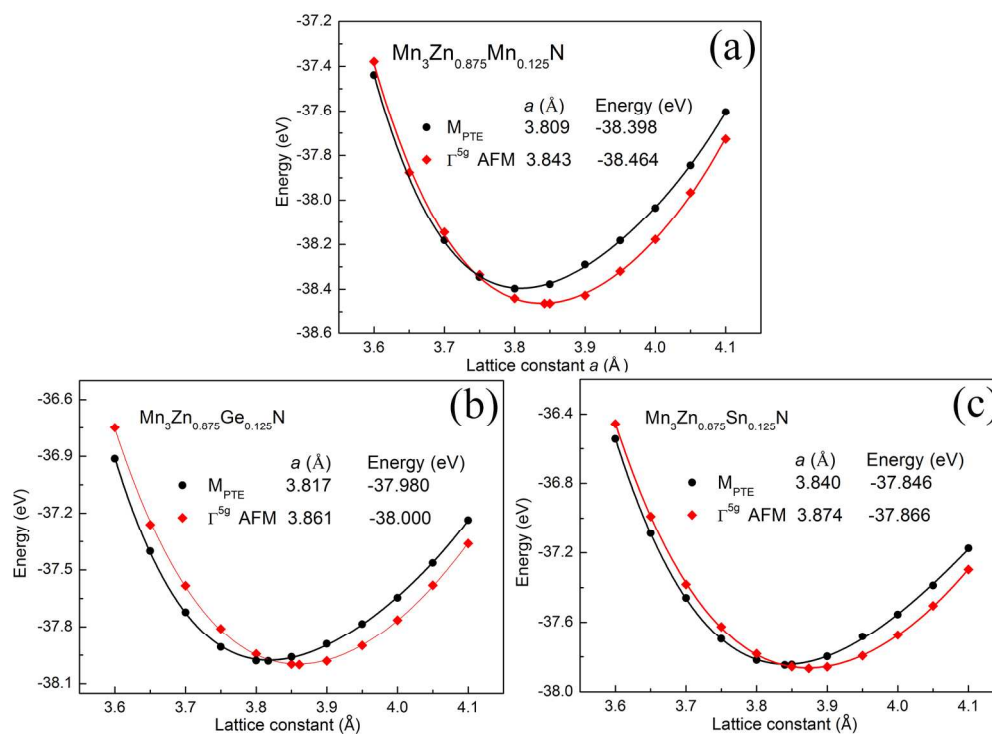 (a)
Mn3Zn0.875Mn0.125N
a (Å) Energy (eV)
MPTE 3.809 -38.398
Γ5g AFM 3.843 -38.464
Energy (eV)
-37.2
-37.4
-37.6
-37.8
-38.0
-38.2
-38.4
-38.6
3.6 3.7 3.8 3.9 4.0 4.1
Lattice constant a (Å)
(b)
Mn3Zn0.875Ge0.125N
a (Å) Energy (eV)
MPTE 3.817 -37.980
Γ5g AFM 3.861 -38.000
Energy (eV)
-36.6
-36.9
-37.2
-37.5
-37.8
-38.1
3.6 3.7 3.8 3.9 4.0 4.1
Lattice constant (Å)
(c)
Mn3Zn0.875Sn0.125N
a (Å) Energy (eV)
MPTE 3.840 -37.846
Γ5g AFM 3.874 -37.866
Energy (eV)
-36.4
-36.8
-37.2
-37.6
-38.0
3.6 3.7 3.8 3.9 4.0 4.1
Lattice constant (Å)